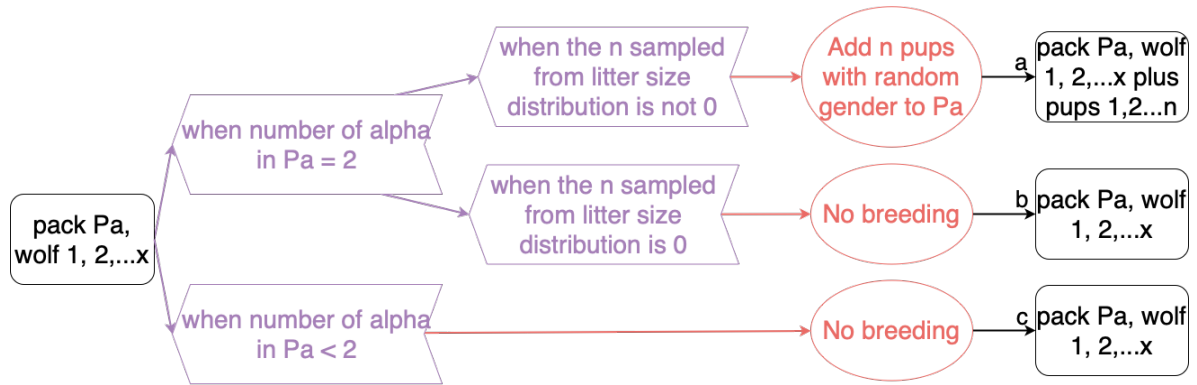 when the n sampled
from litter size
distribution is not 0
Add n pups
with random
gender to Pa
a
pack Pa, wolf
1, 2,...x plus
pups 1,2...n
when number of alpha
in Pa = 2
when the n sampled
from litter size
distribution is 0
No breeding
b
pack Pa, wolf
1, 2,...x
pack Pa,
wolf 1, 2,...x
when number of alpha
in Pa < 2
No breeding
c
pack Pa, wolf
1, 2,...x